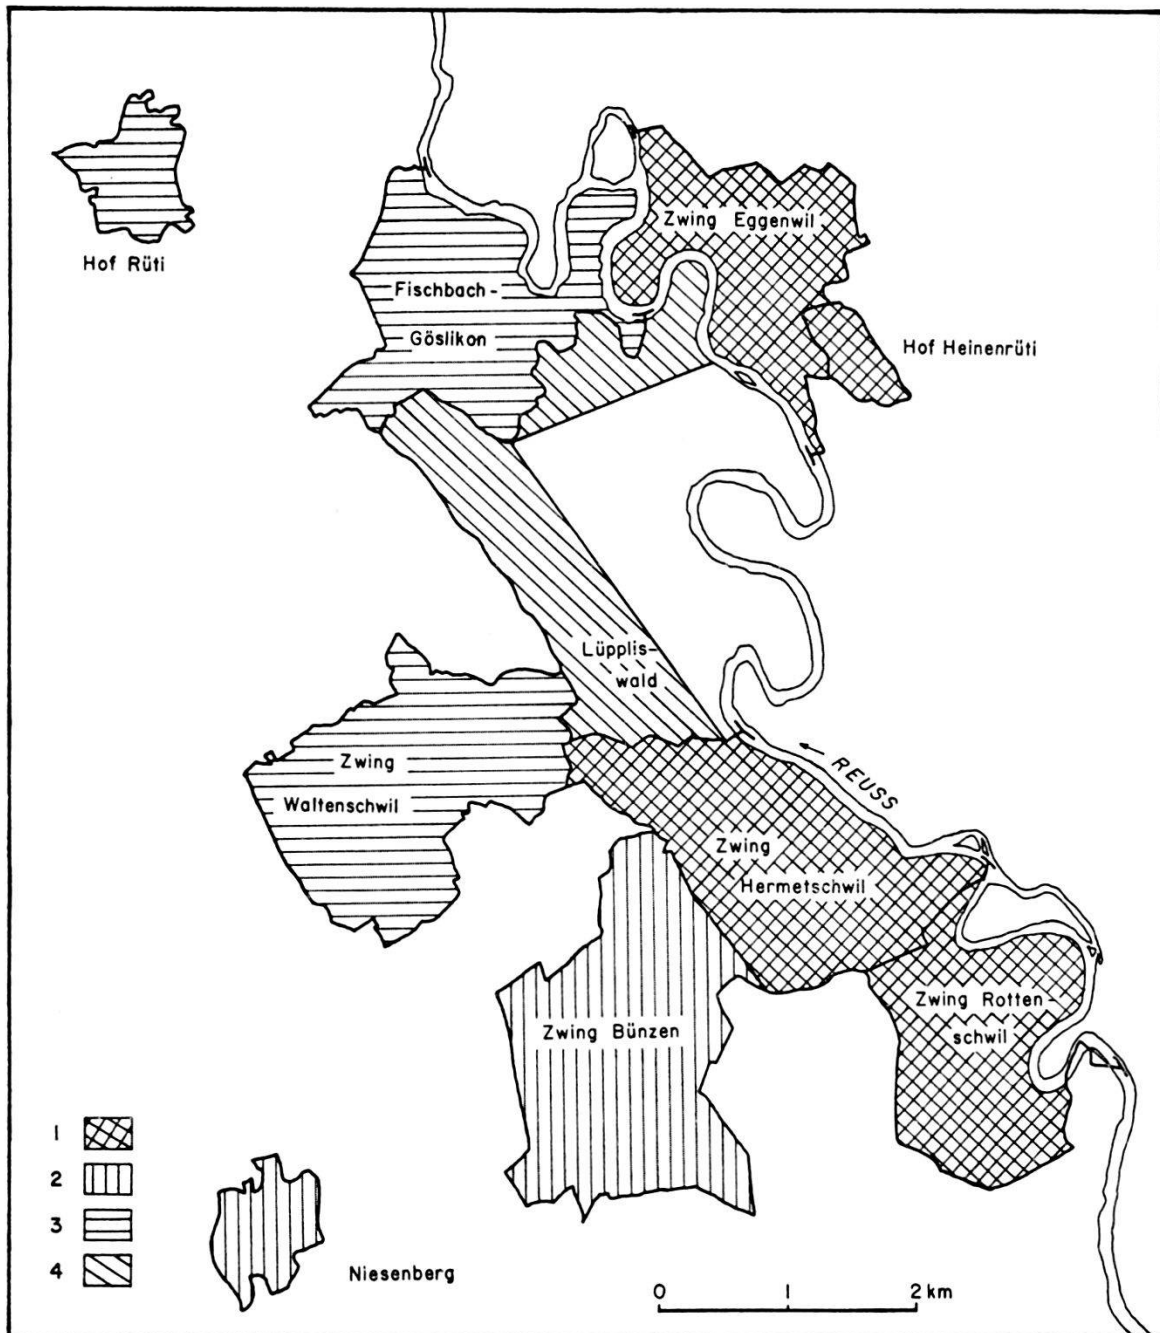 Zwing Eggenwil
Hof Rüti
Fischbach-
Göslikon
Hof Heinenrüti
Lüpplis-
wald
Zwing
Waltenschwil
REUSS
Zwing
Hermetschwil
Zwing Rotten-
schwil
Zwing Bünzen
1
2
3
4
Niesenberg
0 1 2 km